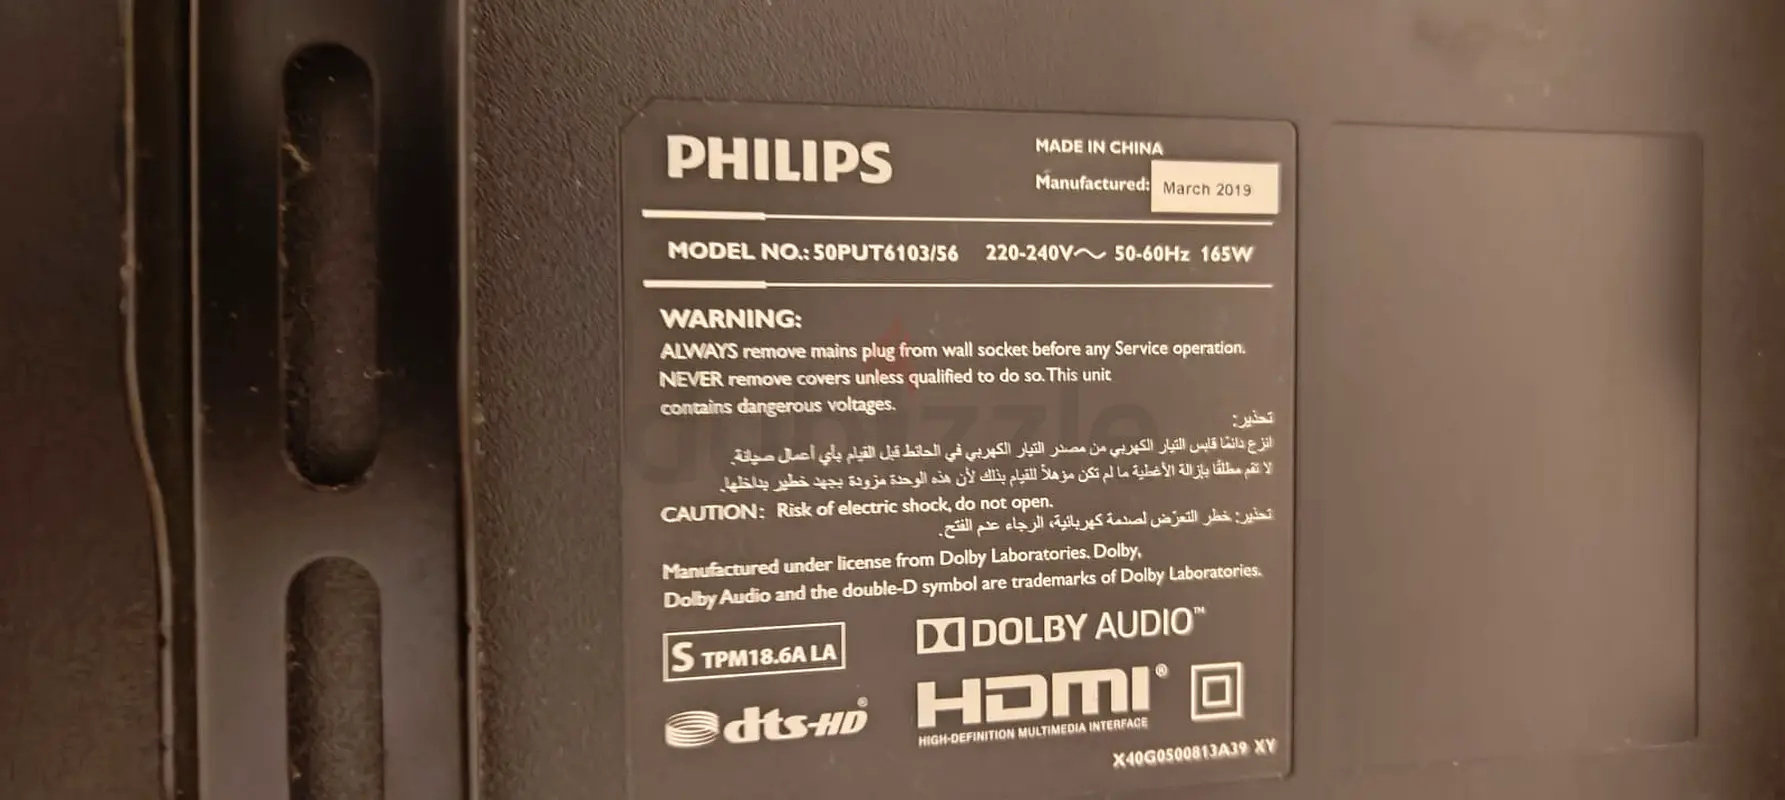 PHILIPS
MADE IN CHINA
Manufactured: March 2019
MODEL NO.: 50PUT6103/56 220-240V~ 50-60Hz 165W
WARNING:
ALWAYS remove mains plug from wall socket before any Service operation.
NEVER remove covers unless qualified to do so. This unit
contains dangerous voltages.
تحذير:
انزع دائمًا قابس التيار الكهربي من مصدر التيار الكهربي في الحائط قبل القيام بأي أعمال صيانة.
لا تقم مطلقًا بإزالة الأغطية ما لم تكن مؤهلاً للقيام بذلك لأن هذه الوحدة مزودة بجهد خطير بداخلها.
CAUTION: Risk of electric shock, do not open.
تحذير: خطر التعرّض لصدمة كهربائية، الرجاء عدم الفتح.
Manufactured under license from Dolby Laboratories. Dolby,
Dolby Audio and the double-D symbol are trademarks of Dolby Laboratories.
S TPM18.6A LA
DOLBY AUDIO™
dts-HD®
HDMI®
HIGH-DEFINITION MULTIMEDIA INTERFACE
X40G0500813A39 XY
dubizzle